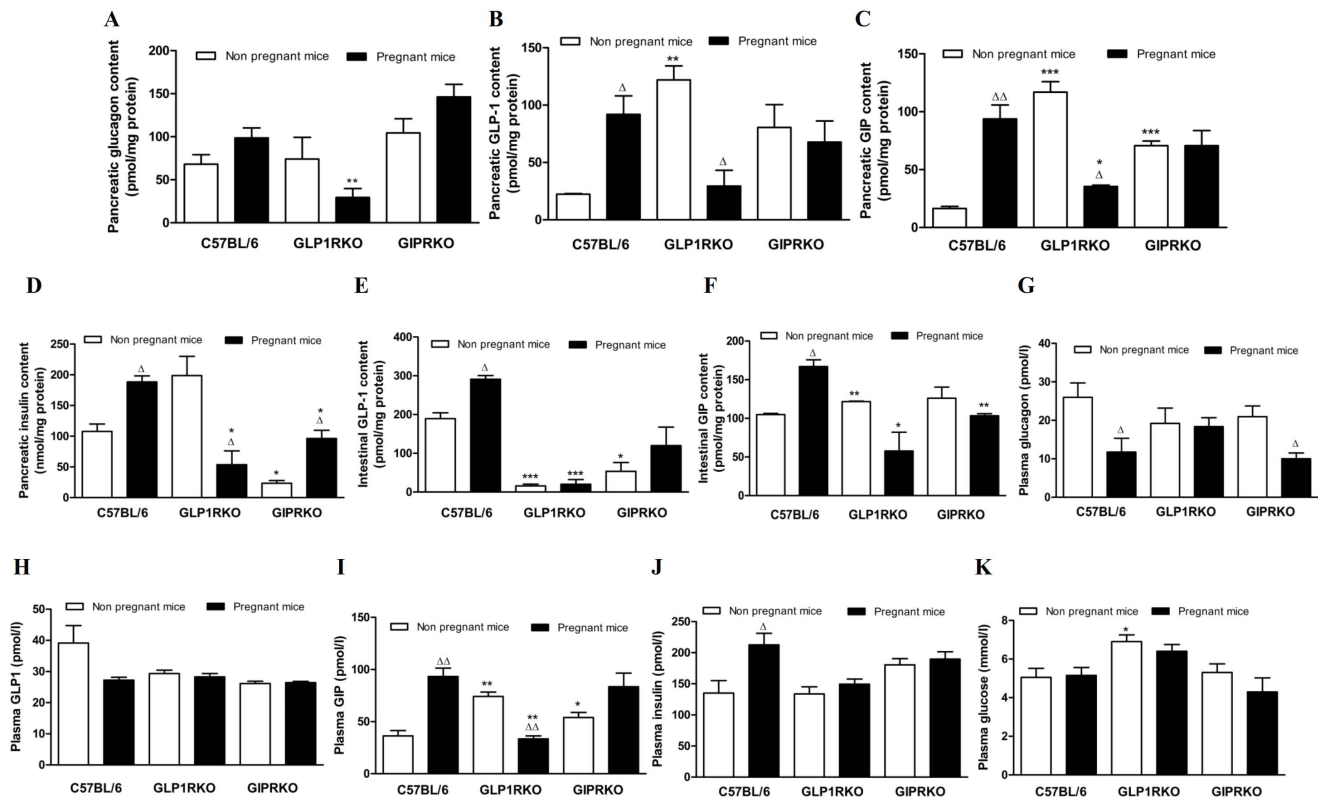 A
Pancreatic glucagon content
(pmol/mg protein)
200
150
100
50
0
Non pregnant mice
Pregnant mice
**
C57BL/6
GLP1RKO
GIPRKO
B
Pancreatic GLP-1 content
(pmol/mg protein)
150
100
50
0
Non pregnant mice
Pregnant mice
Δ
**
Δ
C57BL/6
GLP1RKO
GIPRKO
C
Pancreatic GIP content
(pmol/mg protein)
150
100
50
0
Non pregnant mice
Pregnant mice
ΔΔ
***
*
Δ
***
C57BL/6
GLP1RKO
GIPRKO
D
Pancreatic insulin content
(nmol/mg protein)
250
200
150
100
50
0
Non pregnant mice
Pregnant mice
Δ
*
Δ
*
*
Δ
C57BL/6
GLP1RKO
GIPRKO
E
Intestinal GLP-1 content
(pmol/mg protein)
400
300
200
100
0
Non pregnant mice
Pregnant mice
Δ
***
***
*
C57BL/6
GLP1RKO
GIPRKO
F
Intestinal GIP content
(pmol/mg protein)
200
150
100
50
0
Non pregnant mice
Pregnant mice
Δ
**
*
**
C57BL/6
GLP1RKO
GIPRKO
G
Plasma glucagon (pmol/l)
40
30
20
10
0
Non pregnant mice
Pregnant mice
Δ
Δ
C57BL/6
GLP1RKO
GIPRKO
H
Plasma GLP1 (pmol/l)
50
40
30
20
10
0
Non pregnant mice
Pregnant mice
C57BL/6
GLP1RKO
GIPRKO
I
Plasma GIP (pmol/l)
150
100
50
0
Non pregnant mice
Pregnant mice
ΔΔ
**
**
ΔΔ
*
C57BL/6
GLP1RKO
GIPRKO
J
Plasma insulin (pmol/l)
250
200
150
100
50
0
Non pregnant mice
Pregnant mice
Δ
C57BL/6
GLP1RKO
GIPRKO
K
Plasma glucose (mmol/l)
8
6
4
2
0
Non pregnant mice
Pregnant mice
*
C57BL/6
GLP1RKO
GIPRKO